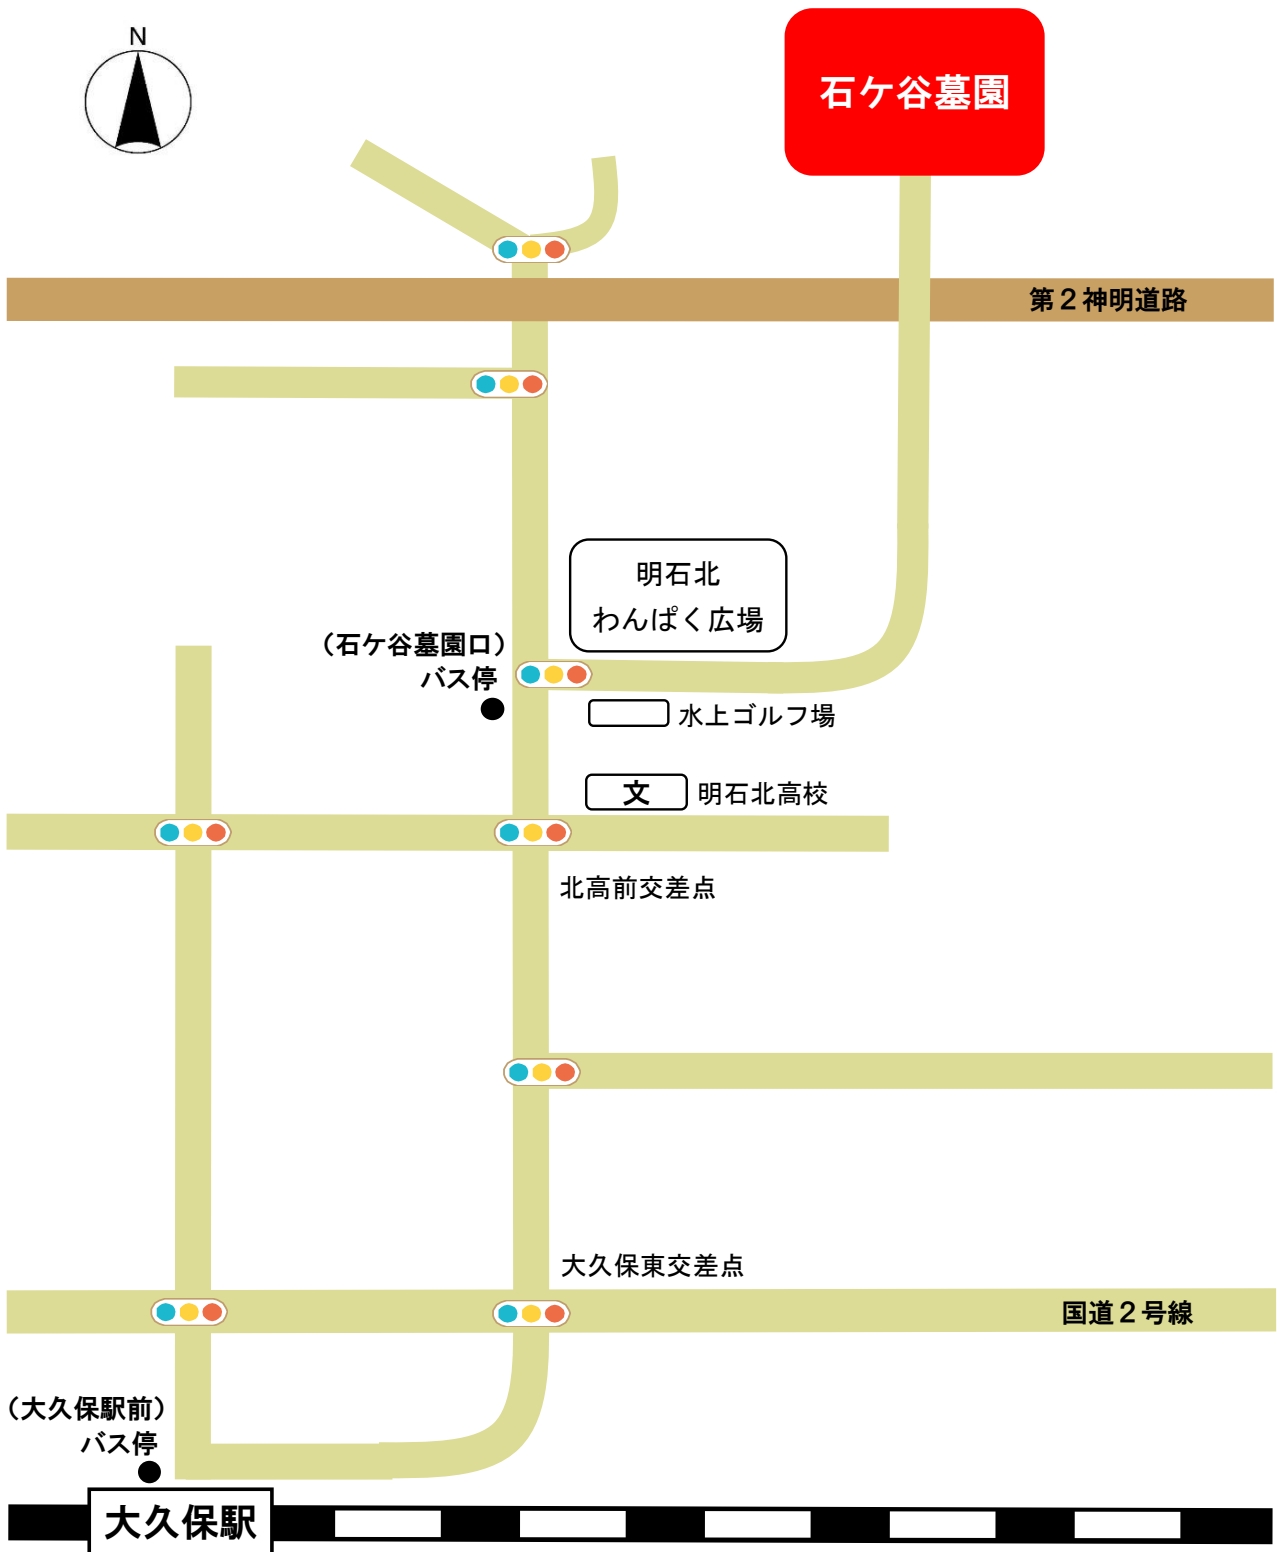 N
石ケ谷墓園
第２神明道路
明石北
わんぱく広場
（石ケ谷墓園口）
バス停
水上ゴルフ場
文
明石北高校
北高前交差点
大久保東交差点
国道２号線
（大久保駅前）
バス停
大久保駅